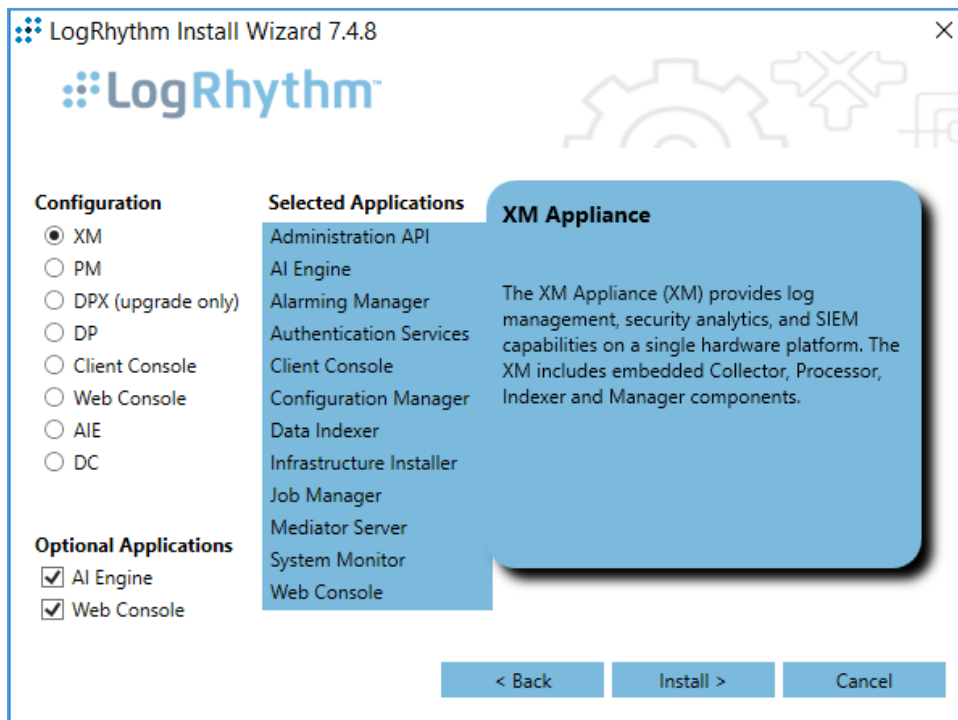 LogRhythm Install Wizard 7.4.8
LogRhythm™
Configuration
XM
PM
DPX (upgrade only)
DP
Client Console
Web Console
AIE
DC
Optional Applications
AI Engine
Web Console
Selected Applications
Administration API
AI Engine
Alarming Manager
Authentication Services
Client Console
Configuration Manager
Data Indexer
Infrastructure Installer
Job Manager
Mediator Server
System Monitor
Web Console
XM Appliance
The XM Appliance (XM) provides log
management, security analytics, and SIEM
capabilities on a single hardware platform. The
XM includes embedded Collector, Processor,
Indexer and Manager components.
< Back
Install >
Cancel